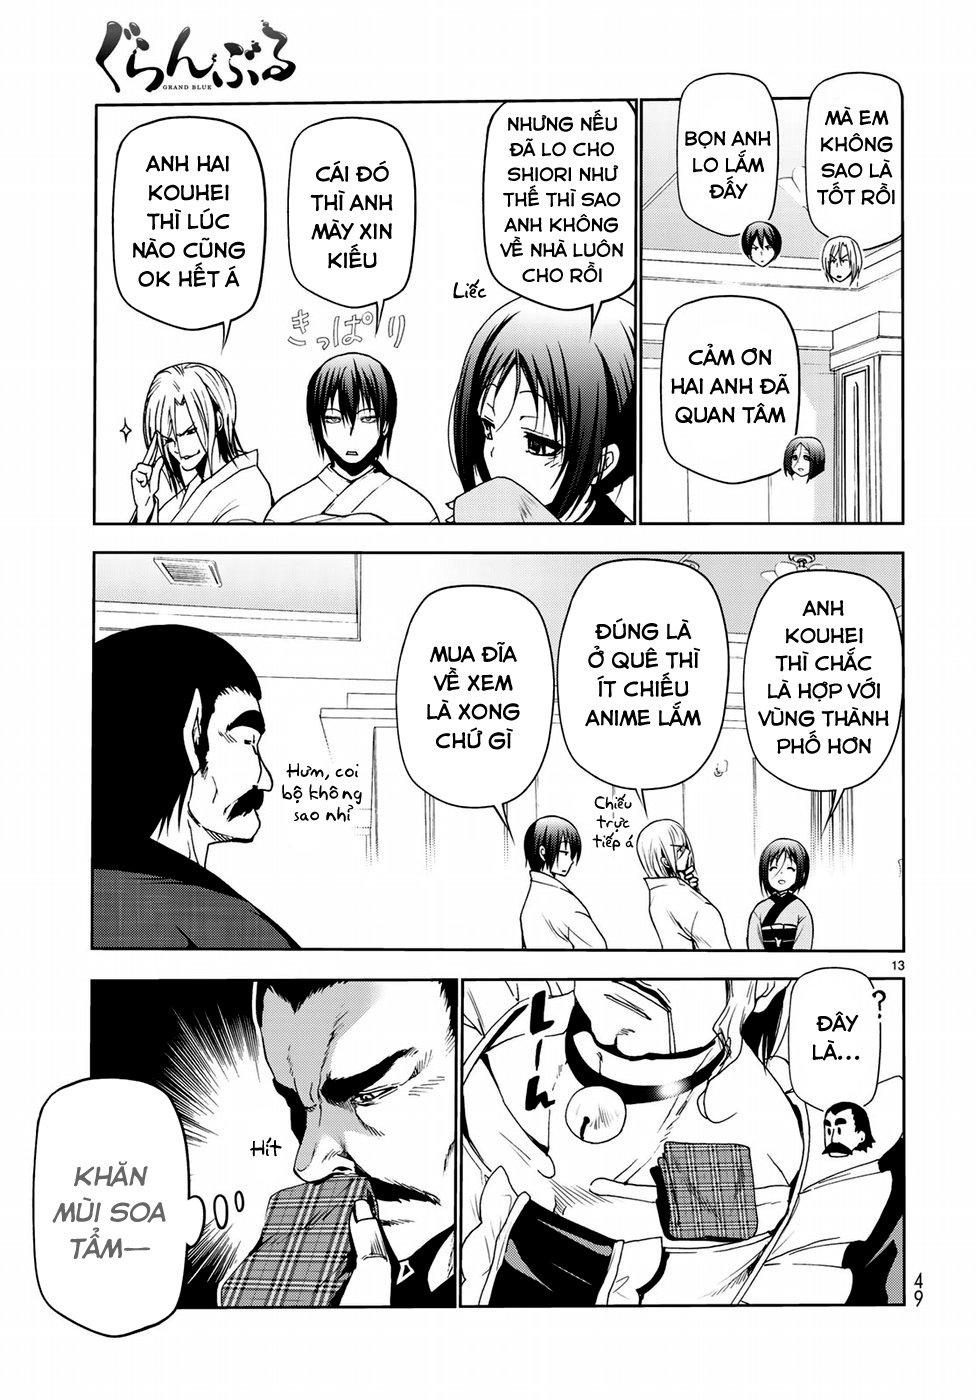 ぐらんぶる
GRAND BLUE
MÀ EM
KHÔNG
SAO LÀ
TỐT RỒI
BỌN ANH
LO LẮM
ĐẤY
CẢM ƠN
HAI ANH ĐÃ
QUAN TÂM
NHƯNG NẾU
ĐÃ LO CHO
SHIORI NHƯ
THẾ THÌ SAO
ANH KHÔNG
VỀ NHÀ LUÔN
CHO RỒI
Liếc
CÁI ĐÓ
THÌ ANH
MÀY XIN
KIẾU
きっぱり
ANH HAI
KOUHEI
THÌ LÚC
NÀO CŨNG
OK HẾT Á
ANH
KOUHEI
THÌ CHẮC
LÀ HỢP VỚI
VÙNG THÀNH
PHỐ HƠN
ĐÚNG LÀ
Ở QUÊ THÌ
ÍT CHIẾU
ANIME LẮM
Chiếu
trực
tiếp á
MUA ĐĨA
VỀ XEM
LÀ XONG
CHỨ GÌ
Hưm, coi
bộ không
sao nhỉ
13
?
ĐÂY
LÀ...
じーん
Hít
KHĂN
MÙI SOA
TẨM—
49